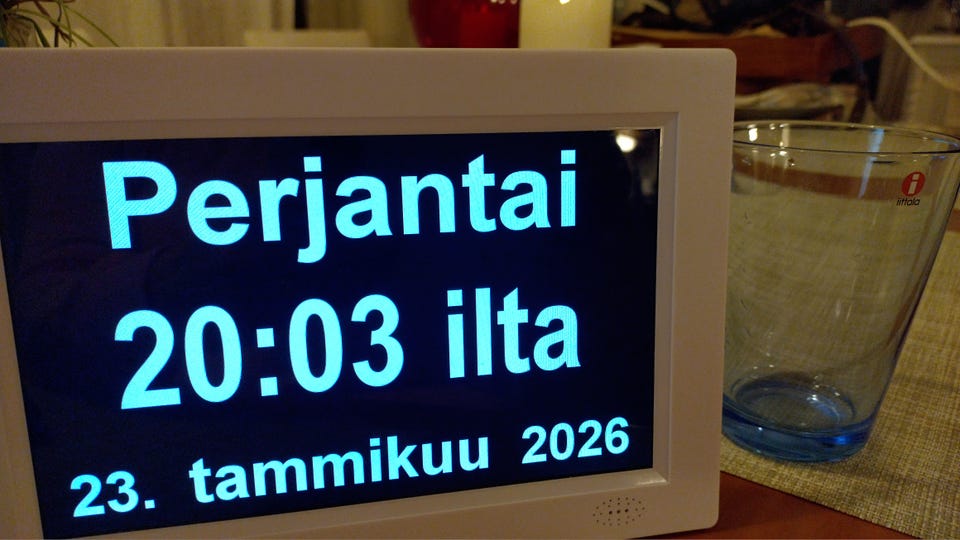 Perjantai
20:03 ilta
23. tammikuu 2026
i
iittala